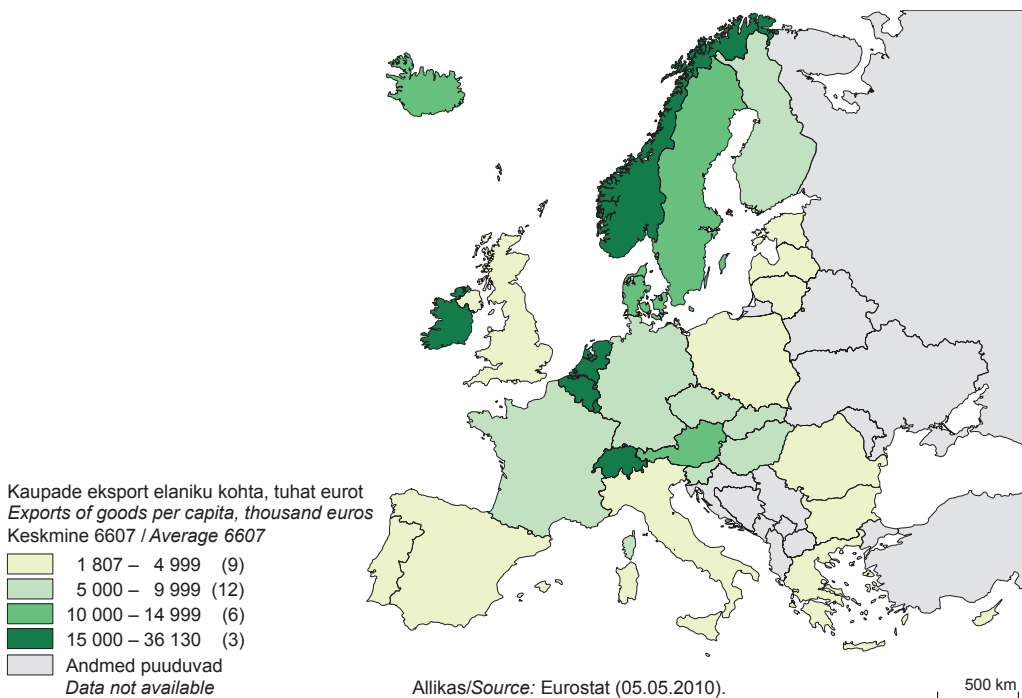 Kaupade eksport elaniku kohta, tuhat eurot
Exports of goods per capita, thousand euros
Keskmine 6607 / Average 6607
1 807 – 4 999 (9)
5 000 – 9 999 (12)
10 000 – 14 999 (6)
15 000 – 36 130 (3)
Andmed puuduvad
Data not available
Allikas/Source: Eurostat (05.05.2010).
500 km